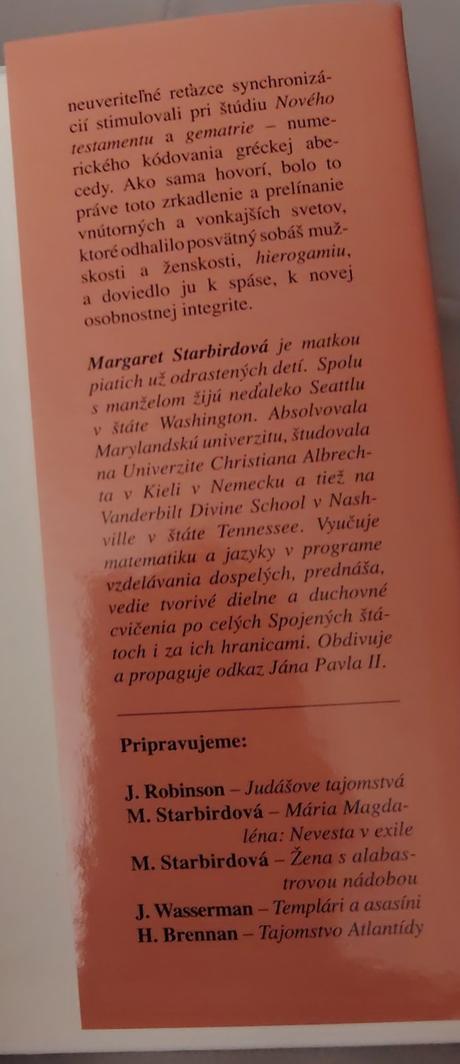 neuveriteľné reťazce synchronizá-
cií stimulovali pri štúdiu Nového
testamentu a gematrie – nume-
rického kódovania gréckej abe-
cedy. Ako sama hovorí, bolo to
práve toto zrkadlenie a prelínanie
vnútorných a vonkajších svetov,
ktoré odhalilo posvätný sobáš muž-
skosti a ženskosti, hierogamiu,
a doviedlo ju k spáse, k novej
osobnostnej integrite.
Margaret Starbirdová je matkou
piatich už odrastených detí. Spolu
s manželom žijú neďaleko Seattlu
v štáte Washington. Absolvovala
Marylandskú univerzitu, študovala
na Univerzite Christiana Albrech-
ta v Kieli v Nemecku a tiež na
Vanderbilt Divine School v Nash-
ville v štáte Tennessee. Vyučuje
matematiku a jazyky v programe
vzdelávania dospelých, prednáša,
vedie tvorivé dielne a duchovné
cvičenia po celých Spojených štá-
toch i za ich hranicami. Obdivuje
a propaguje odkaz Jána Pavla II.
Pripravujeme:
J. Robinson – Judášove tajomstvá
M. Starbirdová – Mária Magda-
léna: Nevesta v exile
M. Starbirdová – Žena s alabas-
trovou nádobou
J. Wasserman – Templári a asasíni
H. Brennan – Tajomstvo Atlantídy